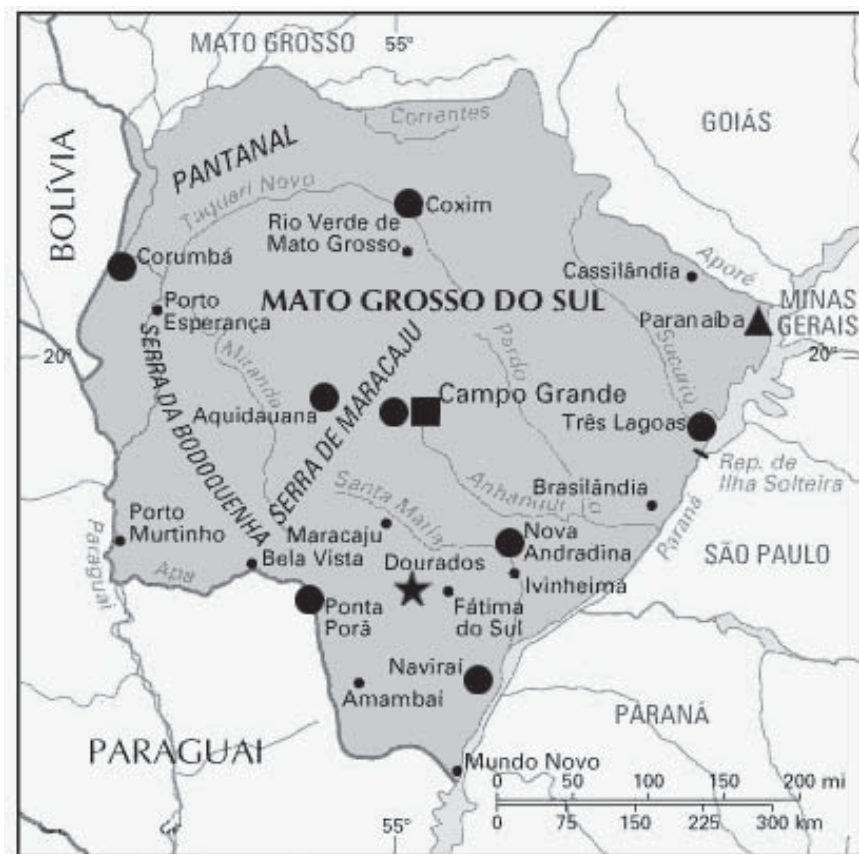 MATO GROSSO
55°
GOIÁS
Corrantes
PANTANAL
Taquari Novo
BOLÍVIA
Coxim
Rio Verde de
Mato Grosso
Corumbá
Cassilândia
Aporé
MATO GROSSO DO SUL
MINAS
GERAIS
Porto
Esperança
Paranaíba
20°
20°
SERRA DA BODOQUENHA
Miranda
SERRA DE MARACAJU
Pardo
Sucuriu
Aquidauana
Campo Grande
Três Lagoas
Rep. de
Ilha Solteira
Anhanduí
Brasilândia
Santa Maria
Paraná
SÃO PAULO
Porto
Murtinho
Paraguai
Apa
Maracaju
Bela Vista
Nova
Andradina
Dourados
Ivinheima
Fátima
do Sul
Ponta
Porã
Naviraí
Amambaí
PARANÁ
PARAGUAI
Mundo Novo
0 50 100 150 200 mi
0 75 150 225 300 km
55°